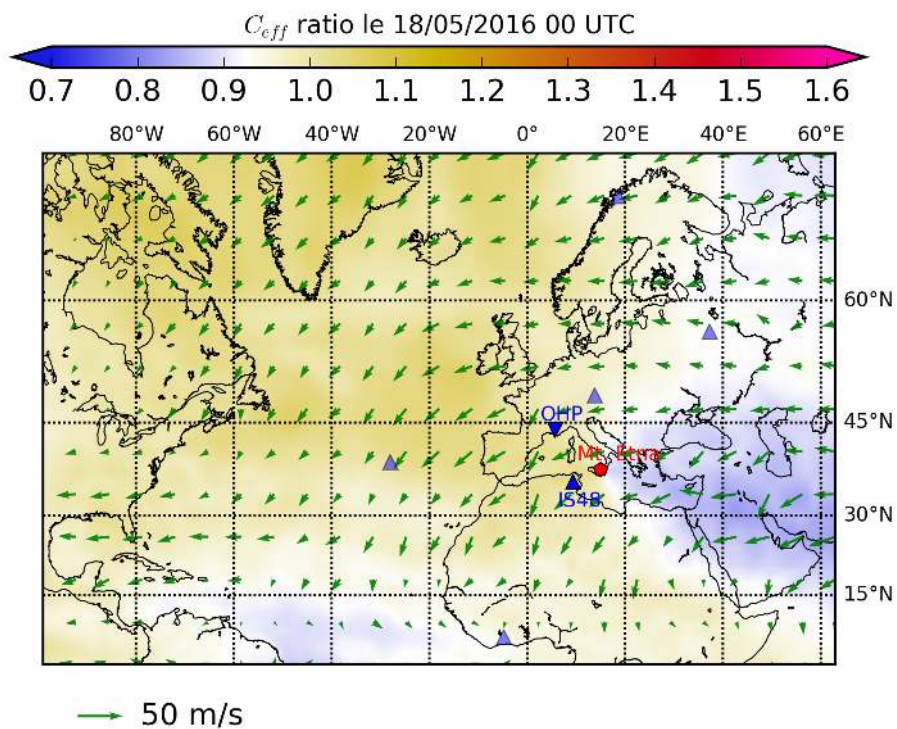 C_eff ratio le 18/05/2016 00 UTC
0.7 0.8 0.9 1.0 1.1 1.2 1.3 1.4 1.5 1.6
80°W 60°W 40°W 20°W 0° 20°E 40°E 60°E
60°N
OHP
45°N
Mt. Etna
IS48
30°N
15°N
50 m/s